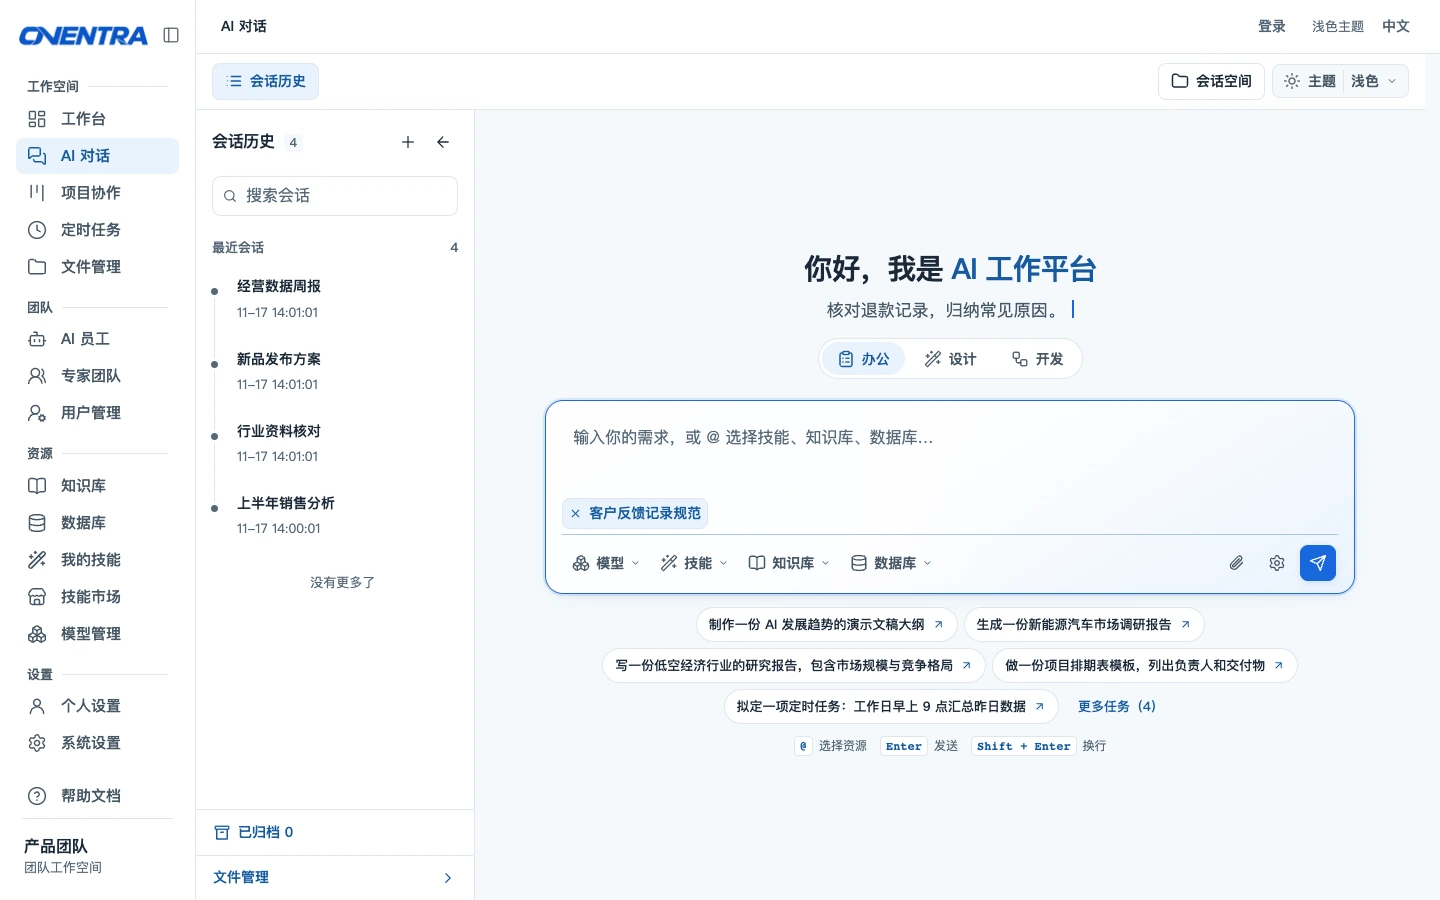 ONENTRA
AI 对话
登录
浅色主题
中文
工作空间
工作台
AI 对话
项目协作
定时任务
文件管理
团队
AI 员工
专家团队
用户管理
资源
知识库
数据库
我的技能
技能市场
模型管理
设置
个人设置
系统设置
帮助文档
产品团队
团队工作空间
会话历史
会话空间
主题 浅色
会话历史 4
搜索会话
最近会话 4
经营数据周报
11-17 14:01:01
新品发布方案
11-17 14:01:01
行业资料核对
11-17 14:01:01
上半年销售分析
11-17 14:00:01
没有更多了
已归档 0
文件管理
你好，我是 AI 工作平台
核对退款记录，归纳常见原因。
办公 设计 开发
输入你的需求，或 @ 选择技能、知识库、数据库...
客户反馈记录规范
模型 技能 知识库 数据库
制作一份 AI 发展趋势的演示文稿大纲
生成一份新能源汽车市场调研报告
写一份低空经济行业的研究报告，包含市场规模与竞争格局
做一份项目排期表模板，列出负责人和交付物
拟定一项定时任务：工作日早上 9 点汇总昨日数据
更多任务（4）
@ 选择资源 Enter 发送 Shift + Enter 换行